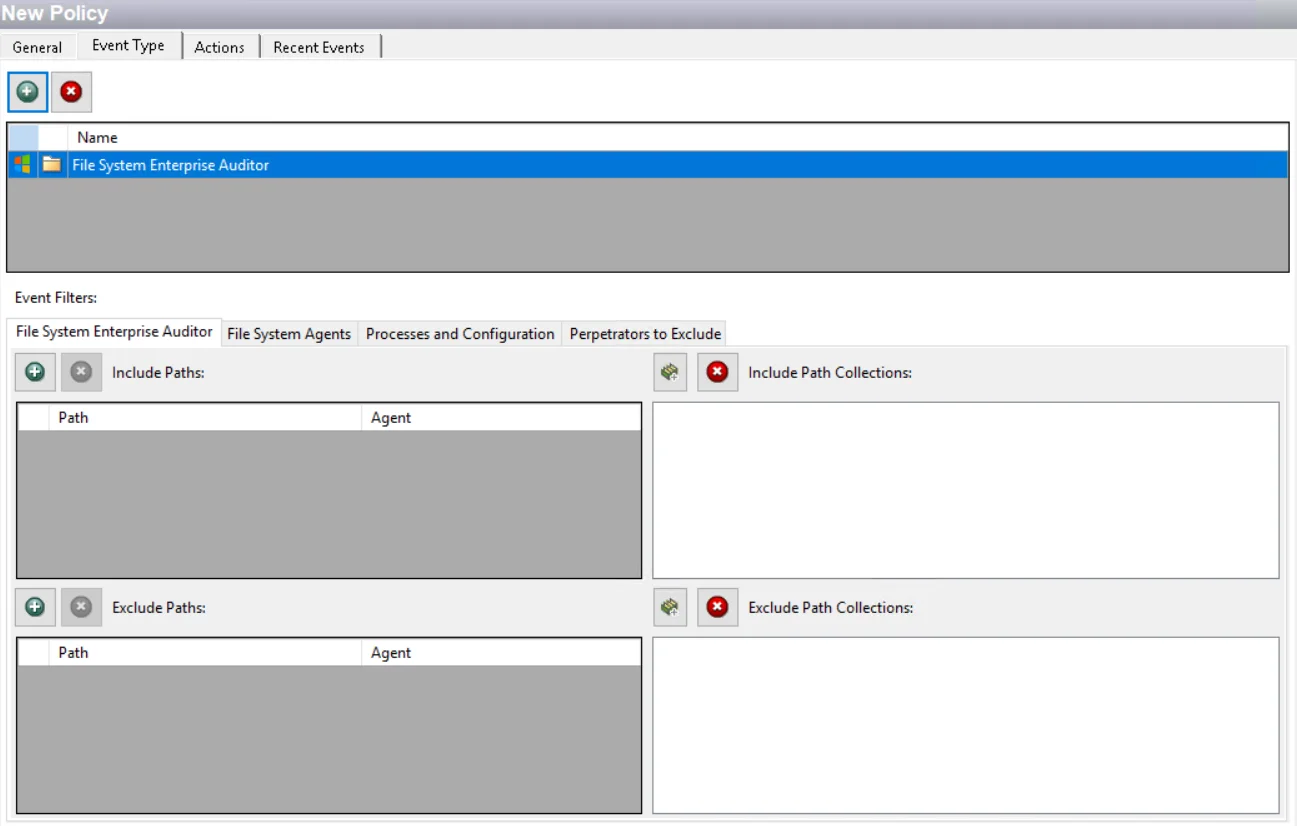 New Policy
General Event Type Actions Recent Events
Name
File System Enterprise Auditor
Event Filters:
File System Enterprise Auditor File System Agents Processes and Configuration Perpetrators to Exclude
Include Paths: Include Path Collections:
Path Agent
Exclude Paths: Exclude Path Collections:
Path Agent